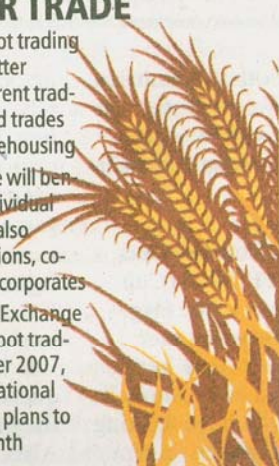 R TRADE
ot trading
tter
rent trad-
d trades
ehousing
e will ben-
ividual
also
ions, co-
corporates
Exchange
pot trad-
er 2007,
ational
plans to
nth